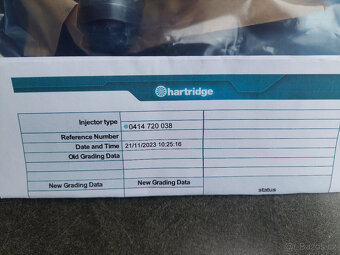 hartridge
Injector type 0414 720 038
Reference Number
Date and Time 21/11/2023 10:25:16
Old Grading Data
New Grading Data New Grading Data status